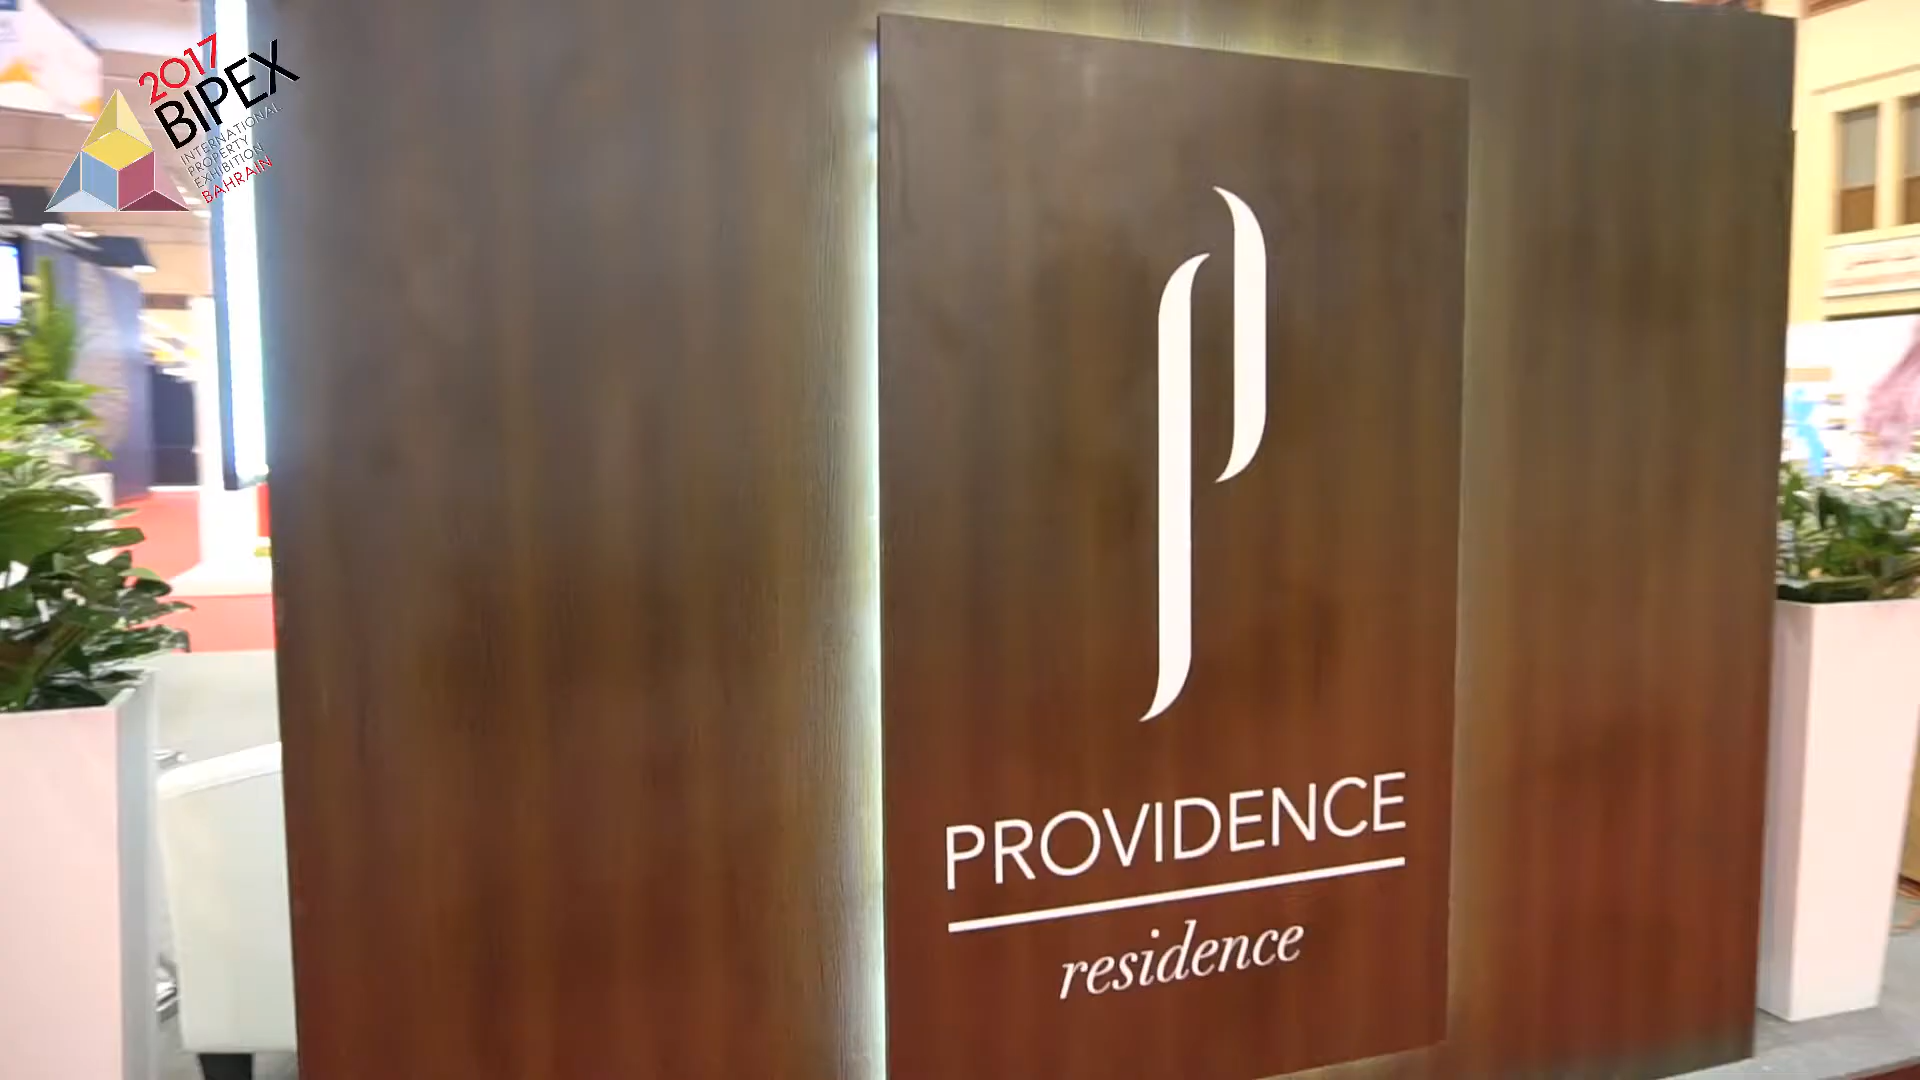 2017
BIPEX
INTERNATIONAL
PROPERTY
EXHIBITION
BAHRAIN
PROVIDENCE
residence